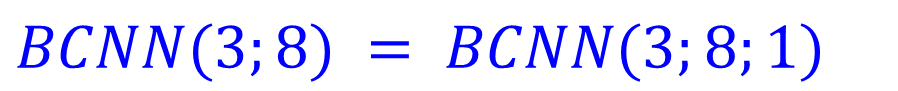 BCNN(3;8) = BCNN(3;8;1)